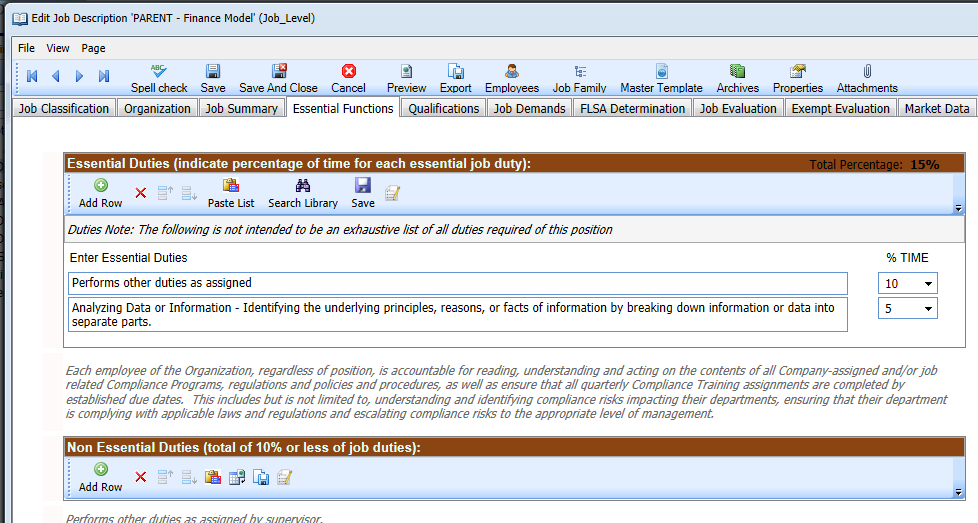 Edit Job Description 'PARENT - Finance Model' (Job_Level)
File View Page
ABC
Spell check Save Save And Close Cancel Preview Export Employees Job Family Master Template Archives Properties Attachments
Job Classification Organization Job Summary Essential Functions Qualifications Job Demands FLSA Determination Job Evaluation Exempt Evaluation Market Data
Essential Duties (indicate percentage of time for each essential job duty): Total Percentage: 15%
Add Row Paste List Search Library Save
Duties Note: The following is not intended to be an exhaustive list of all duties required of this position
Enter Essential Duties % TIME
Performs other duties as assigned 10
Analyzing Data or Information - Identifying the underlying principles, reasons, or facts of information by breaking down information or data into 5
separate parts.
Each employee of the Organization, regardless of position, is accountable for reading, understanding and acting on the contents of all Company-assigned and/or job
related Compliance Programs, regulations and policies and procedures, as well as ensure that all quarterly Compliance Training assignments are completed by
established due dates. This includes but is not limited to, understanding and identifying compliance risks impacting their departments, ensuring that their department
is complying with applicable laws and regulations and escalating compliance risks to the appropriate level of management.
Non Essential Duties (total of 10% or less of job duties):
Add Row
Performs other duties as assigned by supervisor.